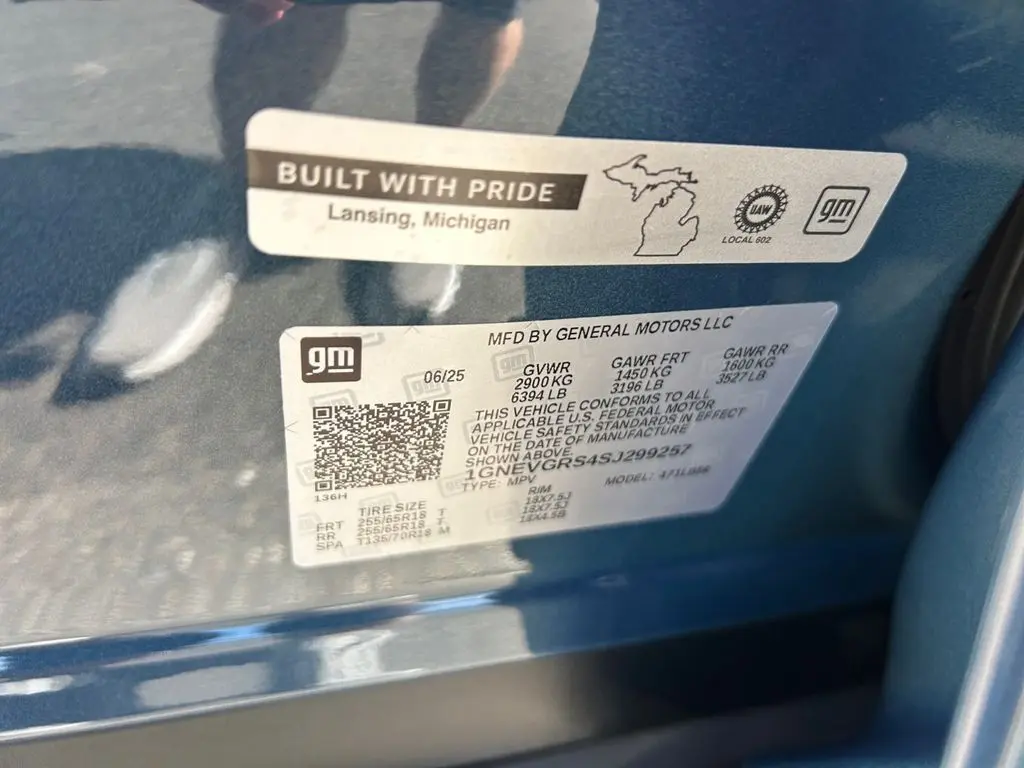 BUILT WITH PRIDE
Lansing, Michigan
UAW
LOCAL 602
gm
gm
MFD BY GENERAL MOTORS LLC
06/25
GVWR GAWR FRT GAWR RR
2900 KG 1450 KG 1600 KG
6394 LB 3196 LB 3527 LB
THIS VEHICLE CONFORMS TO ALL
APPLICABLE U.S. FEDERAL MOTOR
VEHICLE SAFETY STANDARDS IN EFFECT
ON THE DATE OF MANUFACTURE
SHOWN ABOVE.
1GNEVGRS4SJ299257
TYPE: MPV MODEL:
136H
TIRE SIZE RIM
FRT 255/65R18 T 18X7.5J
RR 255/65R18 T 18X7.5J
SPA T135/70R18 M 18X4.5B